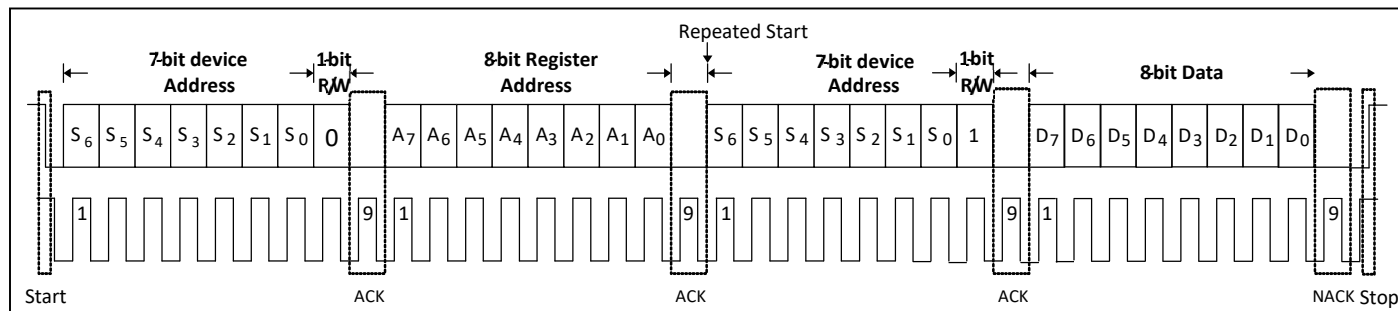 Repeated Start
7-bit device Address
1-bit R/W
8-bit Register Address
7-bit device Address
1-bit R/W
8-bit Data
S6 S5 S4 S3 S2 S1 S0 0 A7 A6 A5 A4 A3 A2 A1 A0 S6 S5 S4 S3 S2 S1 S0 1 D7 D6 D5 D4 D3 D2 D1 D0
1 9 1 9 1 9 1 9
Start ACK ACK ACK NACK Stop